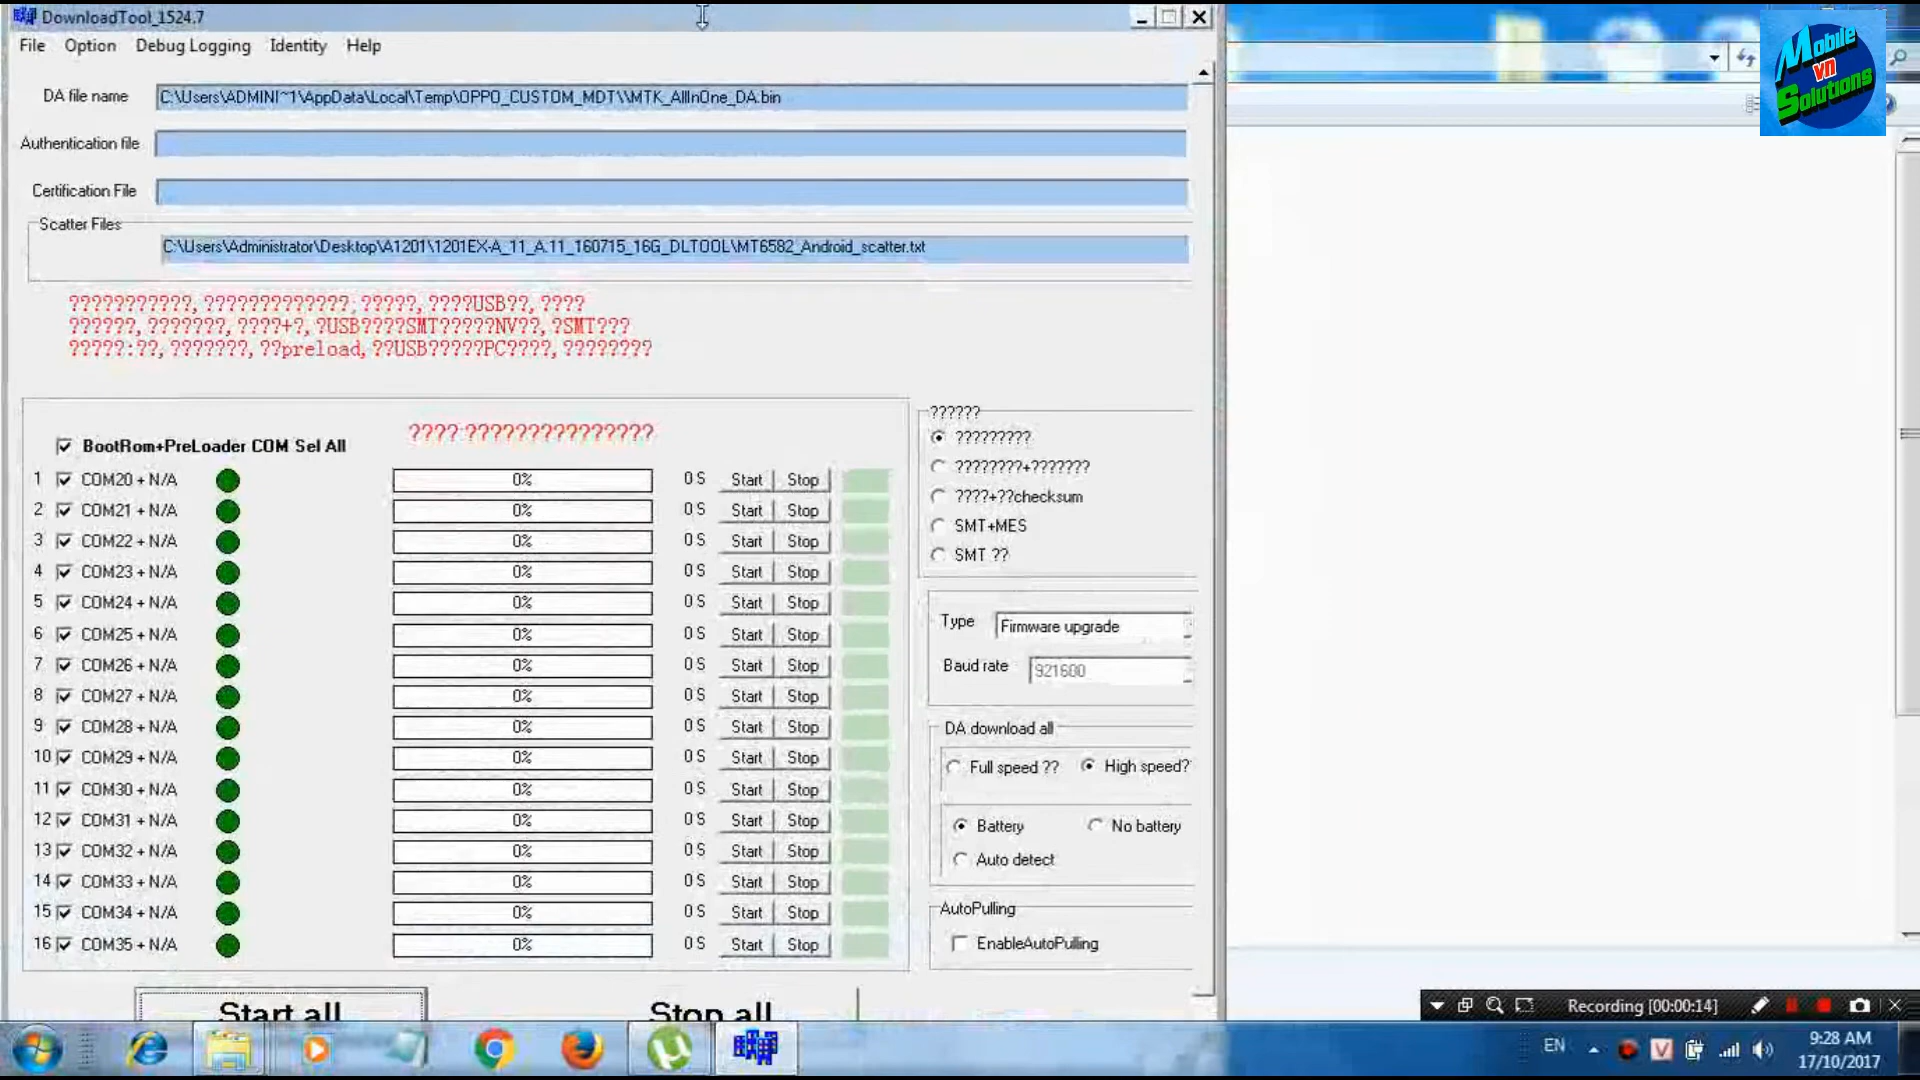 DownloadTool_1524.7
File Option Debug Logging Identity Help
DA file name C:\Users\ADMINI~1\AppData\Local\Temp\OPPO_CUSTOM_MDT\\MTK_AllInOne_DA.bin
Authentication file
Certification File
Scatter Files
C:\Users\Administrator\Desktop\A1201\1201EX-A_11_A.11_160715_16G_DLTOOL\MT6582_Android_scatter.txt
???????????, ?????????????; ?????, ????USB??, ????
??????, ???????, ????+?, ?USB????SMT?????NV??, ?SMT???
?????:??, ???????, ??preload, ??USB?????PC????, ????????
BootRom+PreLoader COM Sel All
???? ???????????????
1 COM20 + N/A 0% 0 S Start Stop
2 COM21 + N/A 0% 0 S Start Stop
3 COM22 + N/A 0% 0 S Start Stop
4 COM23 + N/A 0% 0 S Start Stop
5 COM24 + N/A 0% 0 S Start Stop
6 COM25 + N/A 0% 0 S Start Stop
7 COM26 + N/A 0% 0 S Start Stop
8 COM27 + N/A 0% 0 S Start Stop
9 COM28 + N/A 0% 0 S Start Stop
10 COM29 + N/A 0% 0 S Start Stop
11 COM30 + N/A 0% 0 S Start Stop
12 COM31 + N/A 0% 0 S Start Stop
13 COM32 + N/A 0% 0 S Start Stop
14 COM33 + N/A 0% 0 S Start Stop
15 COM34 + N/A 0% 0 S Start Stop
16 COM35 + N/A 0% 0 S Start Stop
Start all Stop all
??????
?????????
????????+???????
????+??checksum
SMT+MES
SMT ??
Type Firmware upgrade
Baud rate 921600
DA download all
Full speed ?? High speed?
Battery No battery
Auto detect
AutoPulling
EnableAutoPulling
Mobile
vn
Solutions
Recording [00:00:14]
EN
V
9:28 AM
17/10/2017